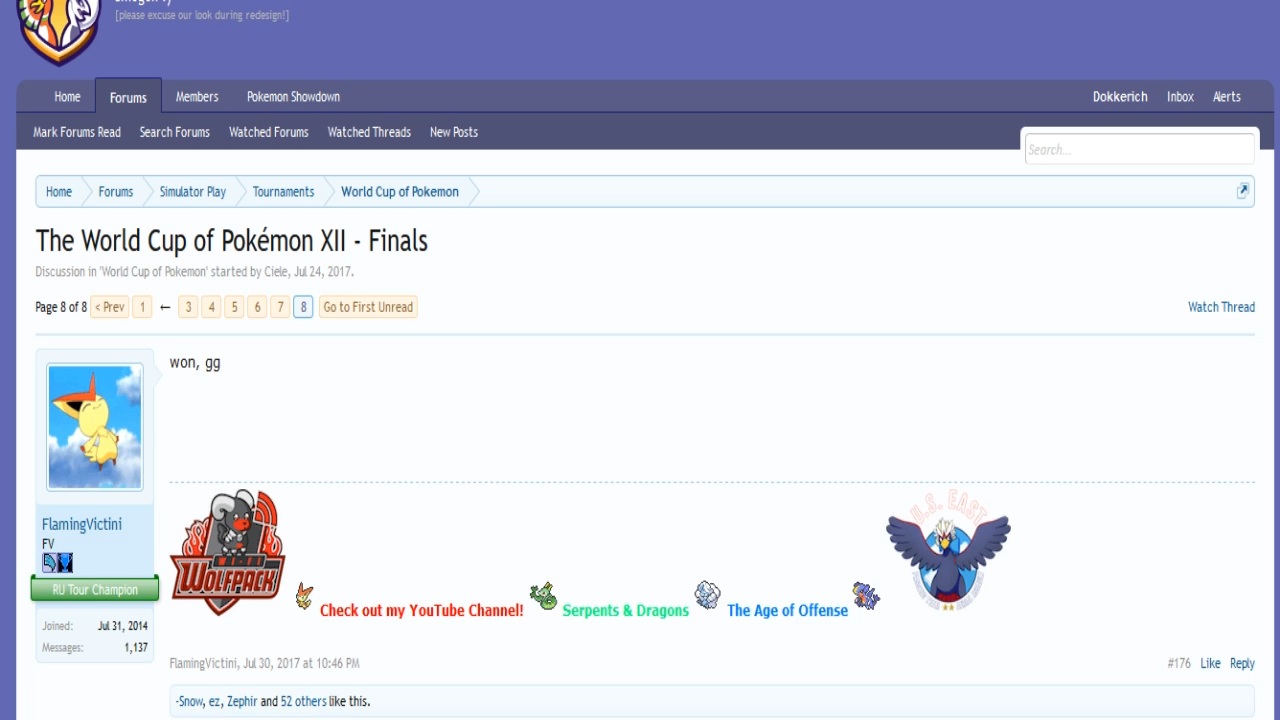 [please excuse our look during redesign!]
Home Forums Members Pokemon Showdown Dokkerich Inbox Alerts
Mark Forums Read Search Forums Watched Forums Watched Threads New Posts
Search...
Home Forums Simulator Play Tournaments World Cup of Pokemon
The World Cup of Pokémon XII - Finals
Discussion in 'World Cup of Pokemon' started by Ciele, Jul 24, 2017.
Page 8 of 8 < Prev 1 ← 3 4 5 6 7 8 Go to First Unread Watch Thread
won, gg
FlamingVictini
FV
RU Tour Champion
Joined: Jul 31, 2014
Messages: 1,137
WOLFPACK
U.S. EAST
Check out my YouTube Channel! Serpents & Dragons The Age of Offense
FlamingVictini, Jul 30, 2017 at 10:46 PM #176 Like Reply
-Snow, ez, Zephir and 52 others like this.